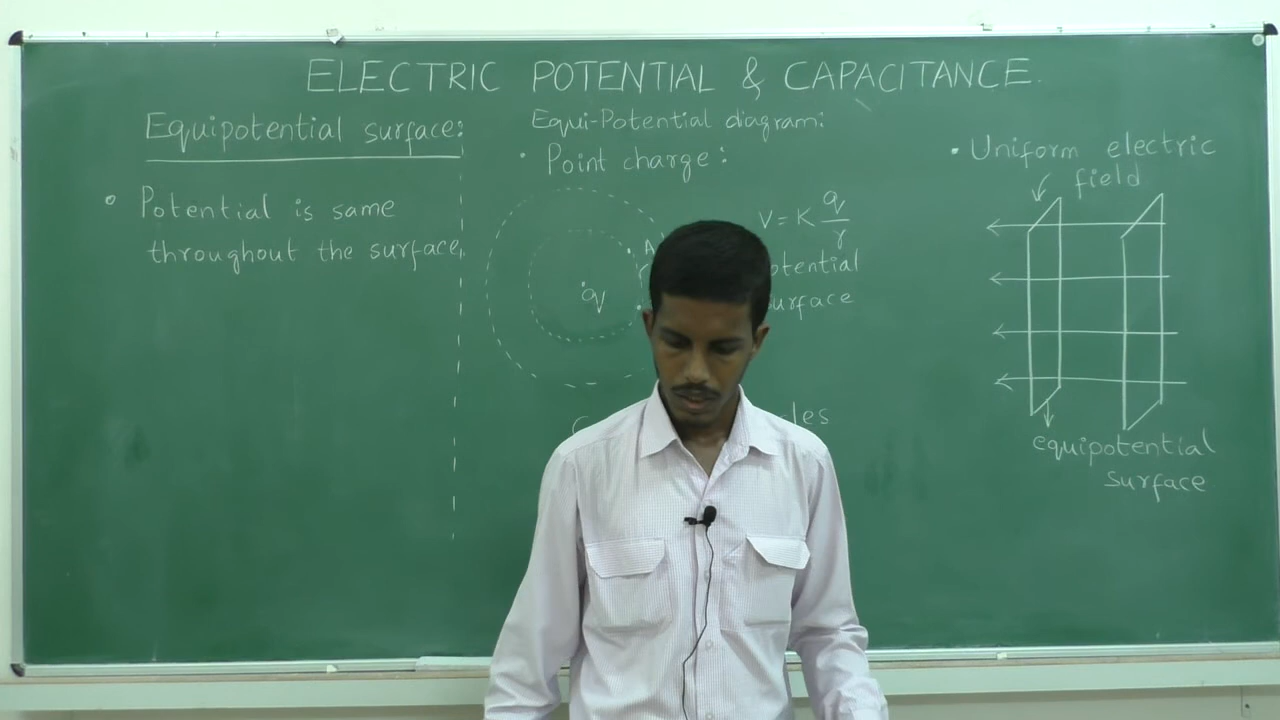 ELECTRIC POTENTIAL & CAPACITANCE
Equipotential surface:
• Potential is same
throughout the surface
Equi-Potential diagram:
• Point charge:
q
A
V = K q/r
otential
urface
• Uniform electric
field
equipotential
surface